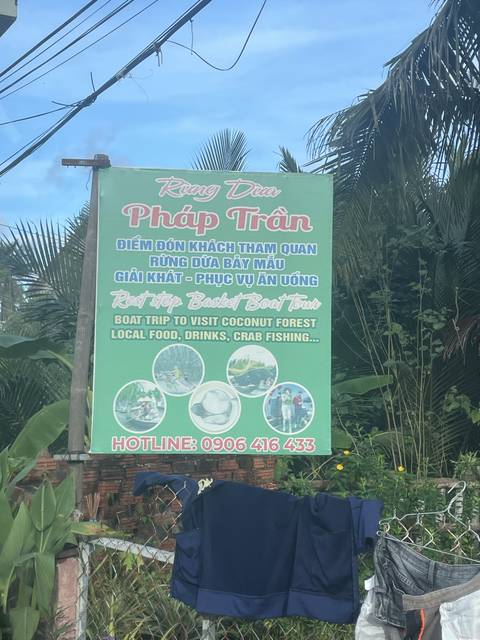 Rừng Dừa
Pháp Trần
ĐIỂM ĐÓN KHÁCH THAM QUAN
RỪNG DỪA BẢY MẪU
GIẢI KHÁT - PHỤC VỤ ĂN UỐNG
Rest stop Basket Boat Tour
BOAT TRIP TO VISIT COCONUT FOREST
LOCAL FOOD, DRINKS, CRAB FISHING...
HOTLINE: 0906 416 433